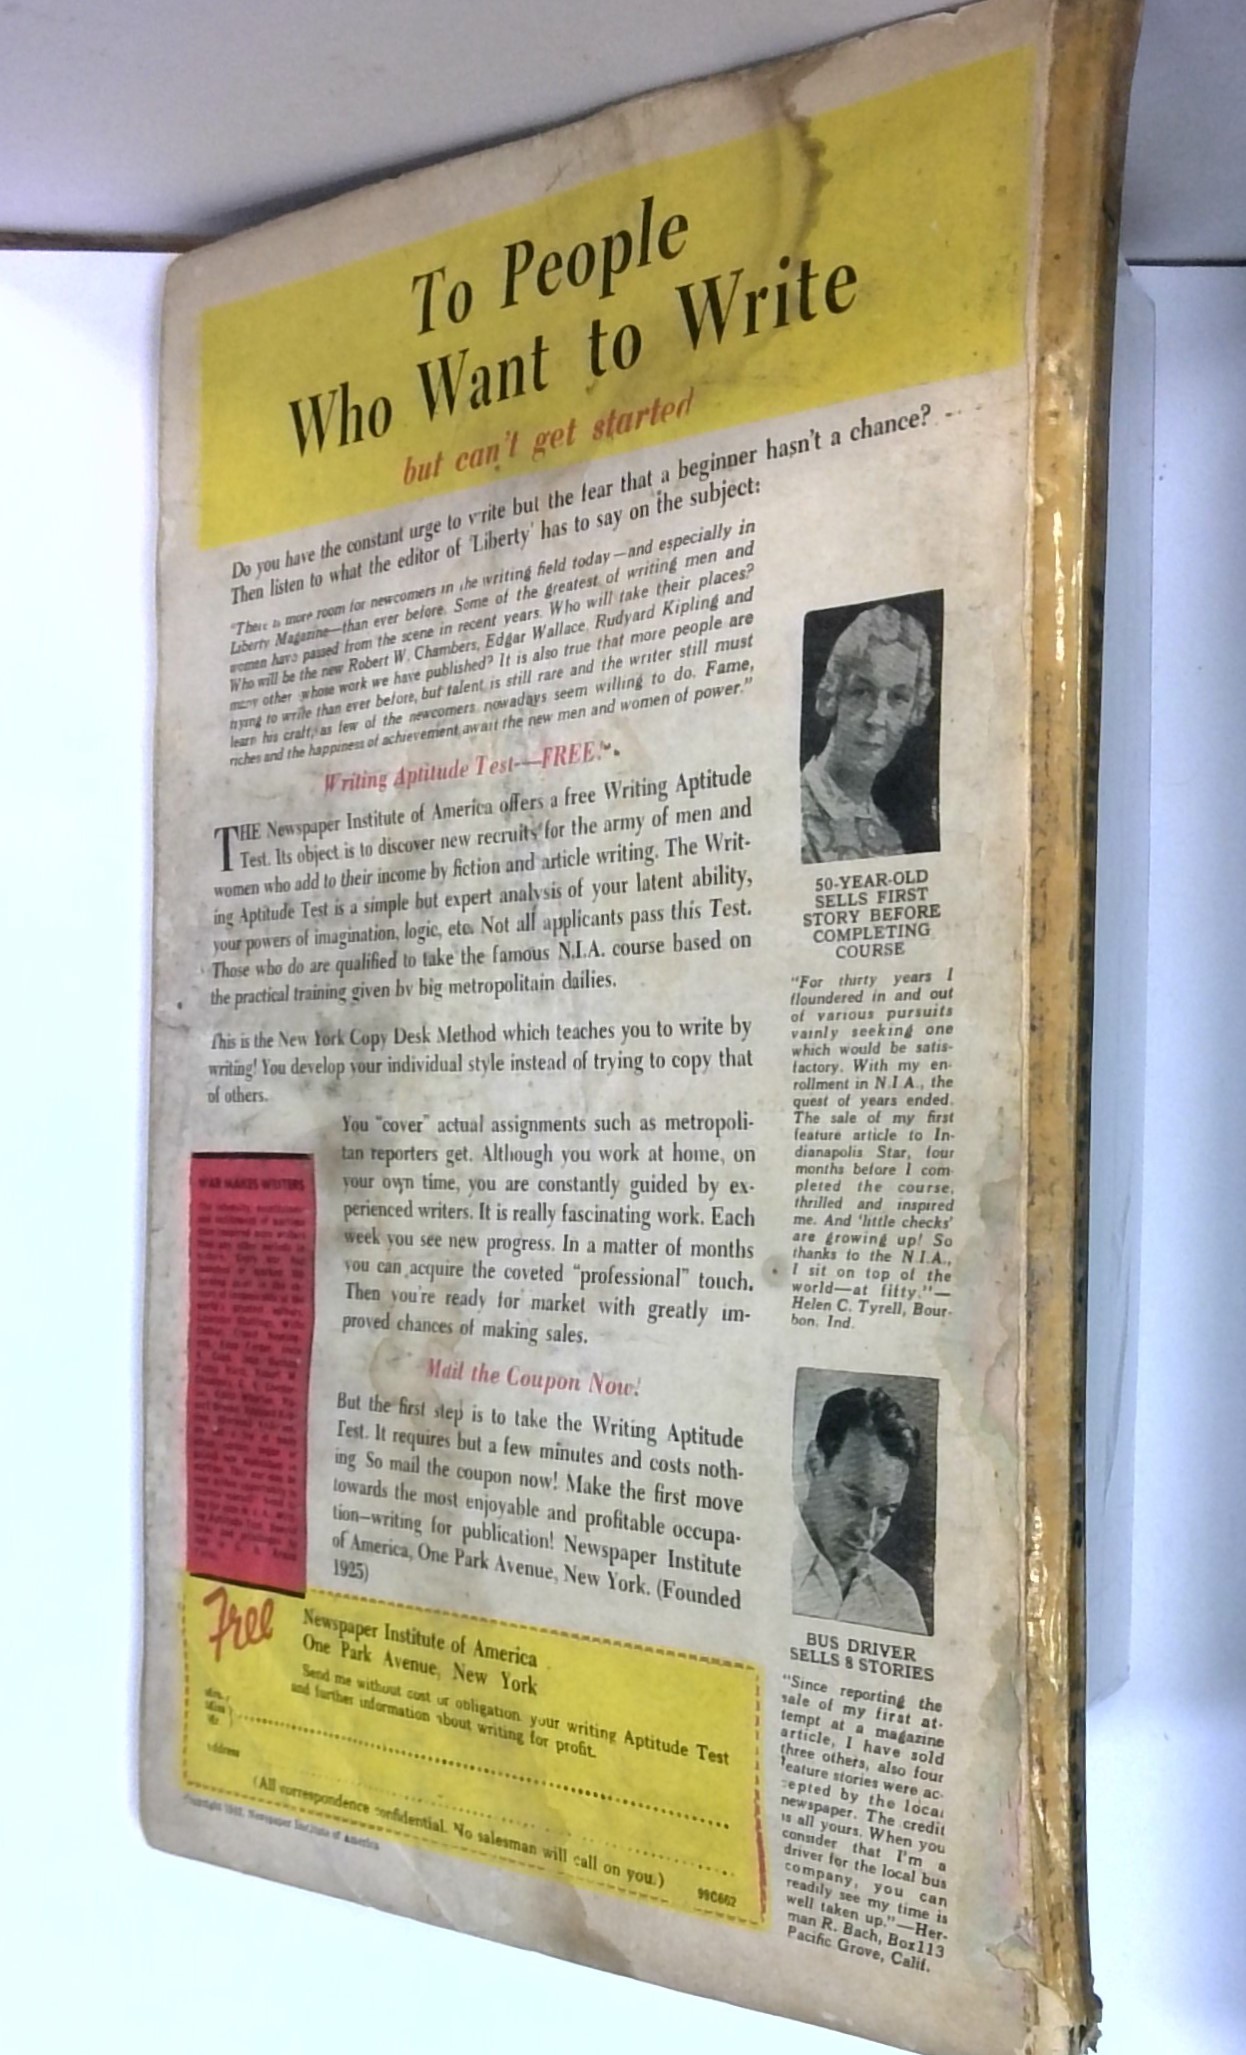 To People
Who Want to Write
but can't get started
Do you have the constant urge to write but the fear that a beginner hasn't a chance?
Then listen to what the editor of 'Liberty' has to say on the subject:
"There is more room for newcomers in the writing field today—and especially in
Liberty Magazine—than ever before. Some of the greatest of writing men and
women have passed from the scene in recent years. Who will take their places?
Who will be the new Robert W. Chambers, Edgar Wallace, Rudyard Kipling and
many other whose work we have published? It is also true that more people are
trying to write than ever before, but talent is still rare and the writer still must
learn his craft, as few of the newcomers nowadays seem willing to do. Fame,
riches and the happiness of achievement await the new men and women of power."
Writing Aptitude Test—FREE!
THE Newspaper Institute of America offers a free Writing Aptitude
Test. Its object is to discover new recruits for the army of men and
women who add to their income by fiction and article writing. The Writ-
ing Aptitude Test is a simple but expert analysis of your latent ability,
your powers of imagination, logic, etc. Not all applicants pass this Test.
Those who do are qualified to take the famous N.I.A. course based on
the practical training given by big metropolitain dailies.
This is the New York Copy Desk Method which teaches you to write by
writing! You develop your individual style instead of trying to copy that
of others.
You "cover" actual assignments such as metropoli-
tan reporters get. Although you work at home, on
your own time, you are constantly guided by ex-
perienced writers. It is really fascinating work. Each
week you see new progress. In a matter of months
you can acquire the coveted "professional" touch.
Then you're ready for market with greatly im-
proved chances of making sales.
Mail the Coupon Now!
But the first step is to take the Writing Aptitude
Test. It requires but a few minutes and costs noth-
ing So mail the coupon now! Make the first move
towards the most enjoyable and profitable occupa-
tion—writing for publication! Newspaper Institute
of America, One Park Avenue, New York. (Founded
1925)
WAR MAKES WRITERS
50-YEAR-OLD
SELLS FIRST
STORY BEFORE
COMPLETING
COURSE
"For thirty years I
floundered in and out
of various pursuits
vainly seeking one
which would be satis-
factory. With my en-
rollment in N.I.A., the
quest of years ended.
The sale of my first
feature article to In-
dianapolis Star, four
months before I com-
pleted the course,
thrilled and inspired
me. And 'little checks'
are growing up! So
thanks to the N.I.A.,
I sit on top of the
world—at fifty."—
Helen C. Tyrell, Bour-
bon. Ind.
BUS DRIVER
SELLS 8 STORIES
"Since reporting the
sale of my first at-
tempt at a magazine
article, I have sold
three others, also four
feature stories were ac-
cepted by the local
newspaper. The credit
is all yours. When you
consider that I'm a
driver for the local bus
company, you can
readily see my time is
well taken up."—Her-
man R. Bach, Box 113
Pacific Grove, Calif.
Free
Newspaper Institute of America
One Park Avenue, New York
Send me without cost or obligation your writing Aptitude Test
and further information about writing for profit.
Mrs.
Miss
Mr.
Address
(All correspondence confidential. No salesman will call on you.)
99C662
Copyright Newspaper Institute of America